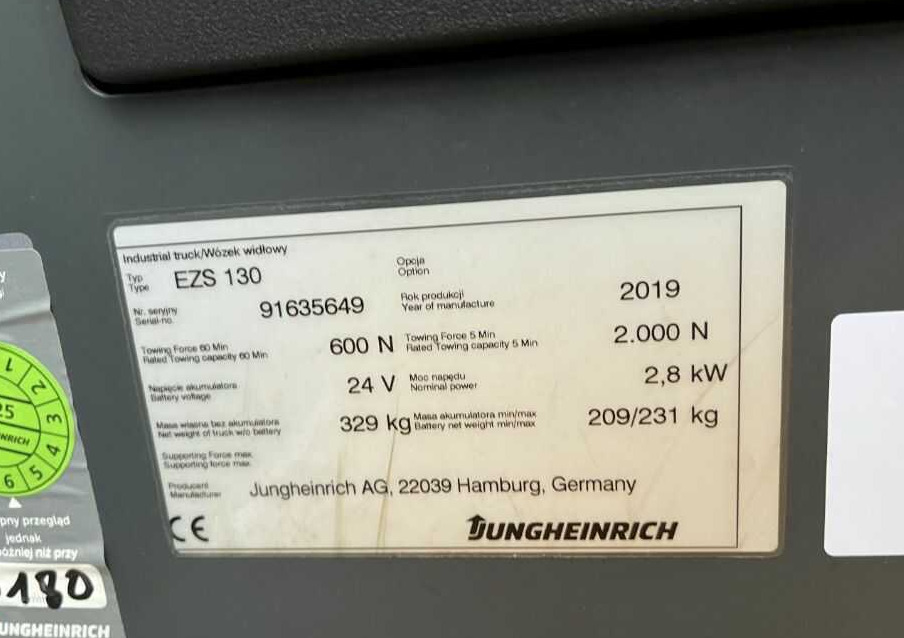 Industrial truck/Wózek widłowy
Typ
Type
EZS 130
Opcja
Option
Nr. seryjny
Serial-no.
91635649
Rok produkcji
Year of manufacture
2019
Towing Force 60 Min
Rated Towing capacity 60 Min
600 N
Towing Force 5 Min
Rated Towing capacity 5 Min
2.000 N
Napięcie akumulatora
Battery voltage
24 V
Moc napędu
Nominal power
2,8 kW
Masa własna bez akumulatora
Net weight of truck w/o battery
329 kg
Masa akumulatora min/max
Battery net weight min/max
209/231 kg
Supporting Force max.
Supporting force max.
Producent
Manufacturer
Jungheinrich AG, 22039 Hamburg, Germany
CE
JUNGHEINRICH
1
2
3
4
5
6
25
NRICH
pny przegląd
jednak
później niż przy
180
UNGHEINRICH